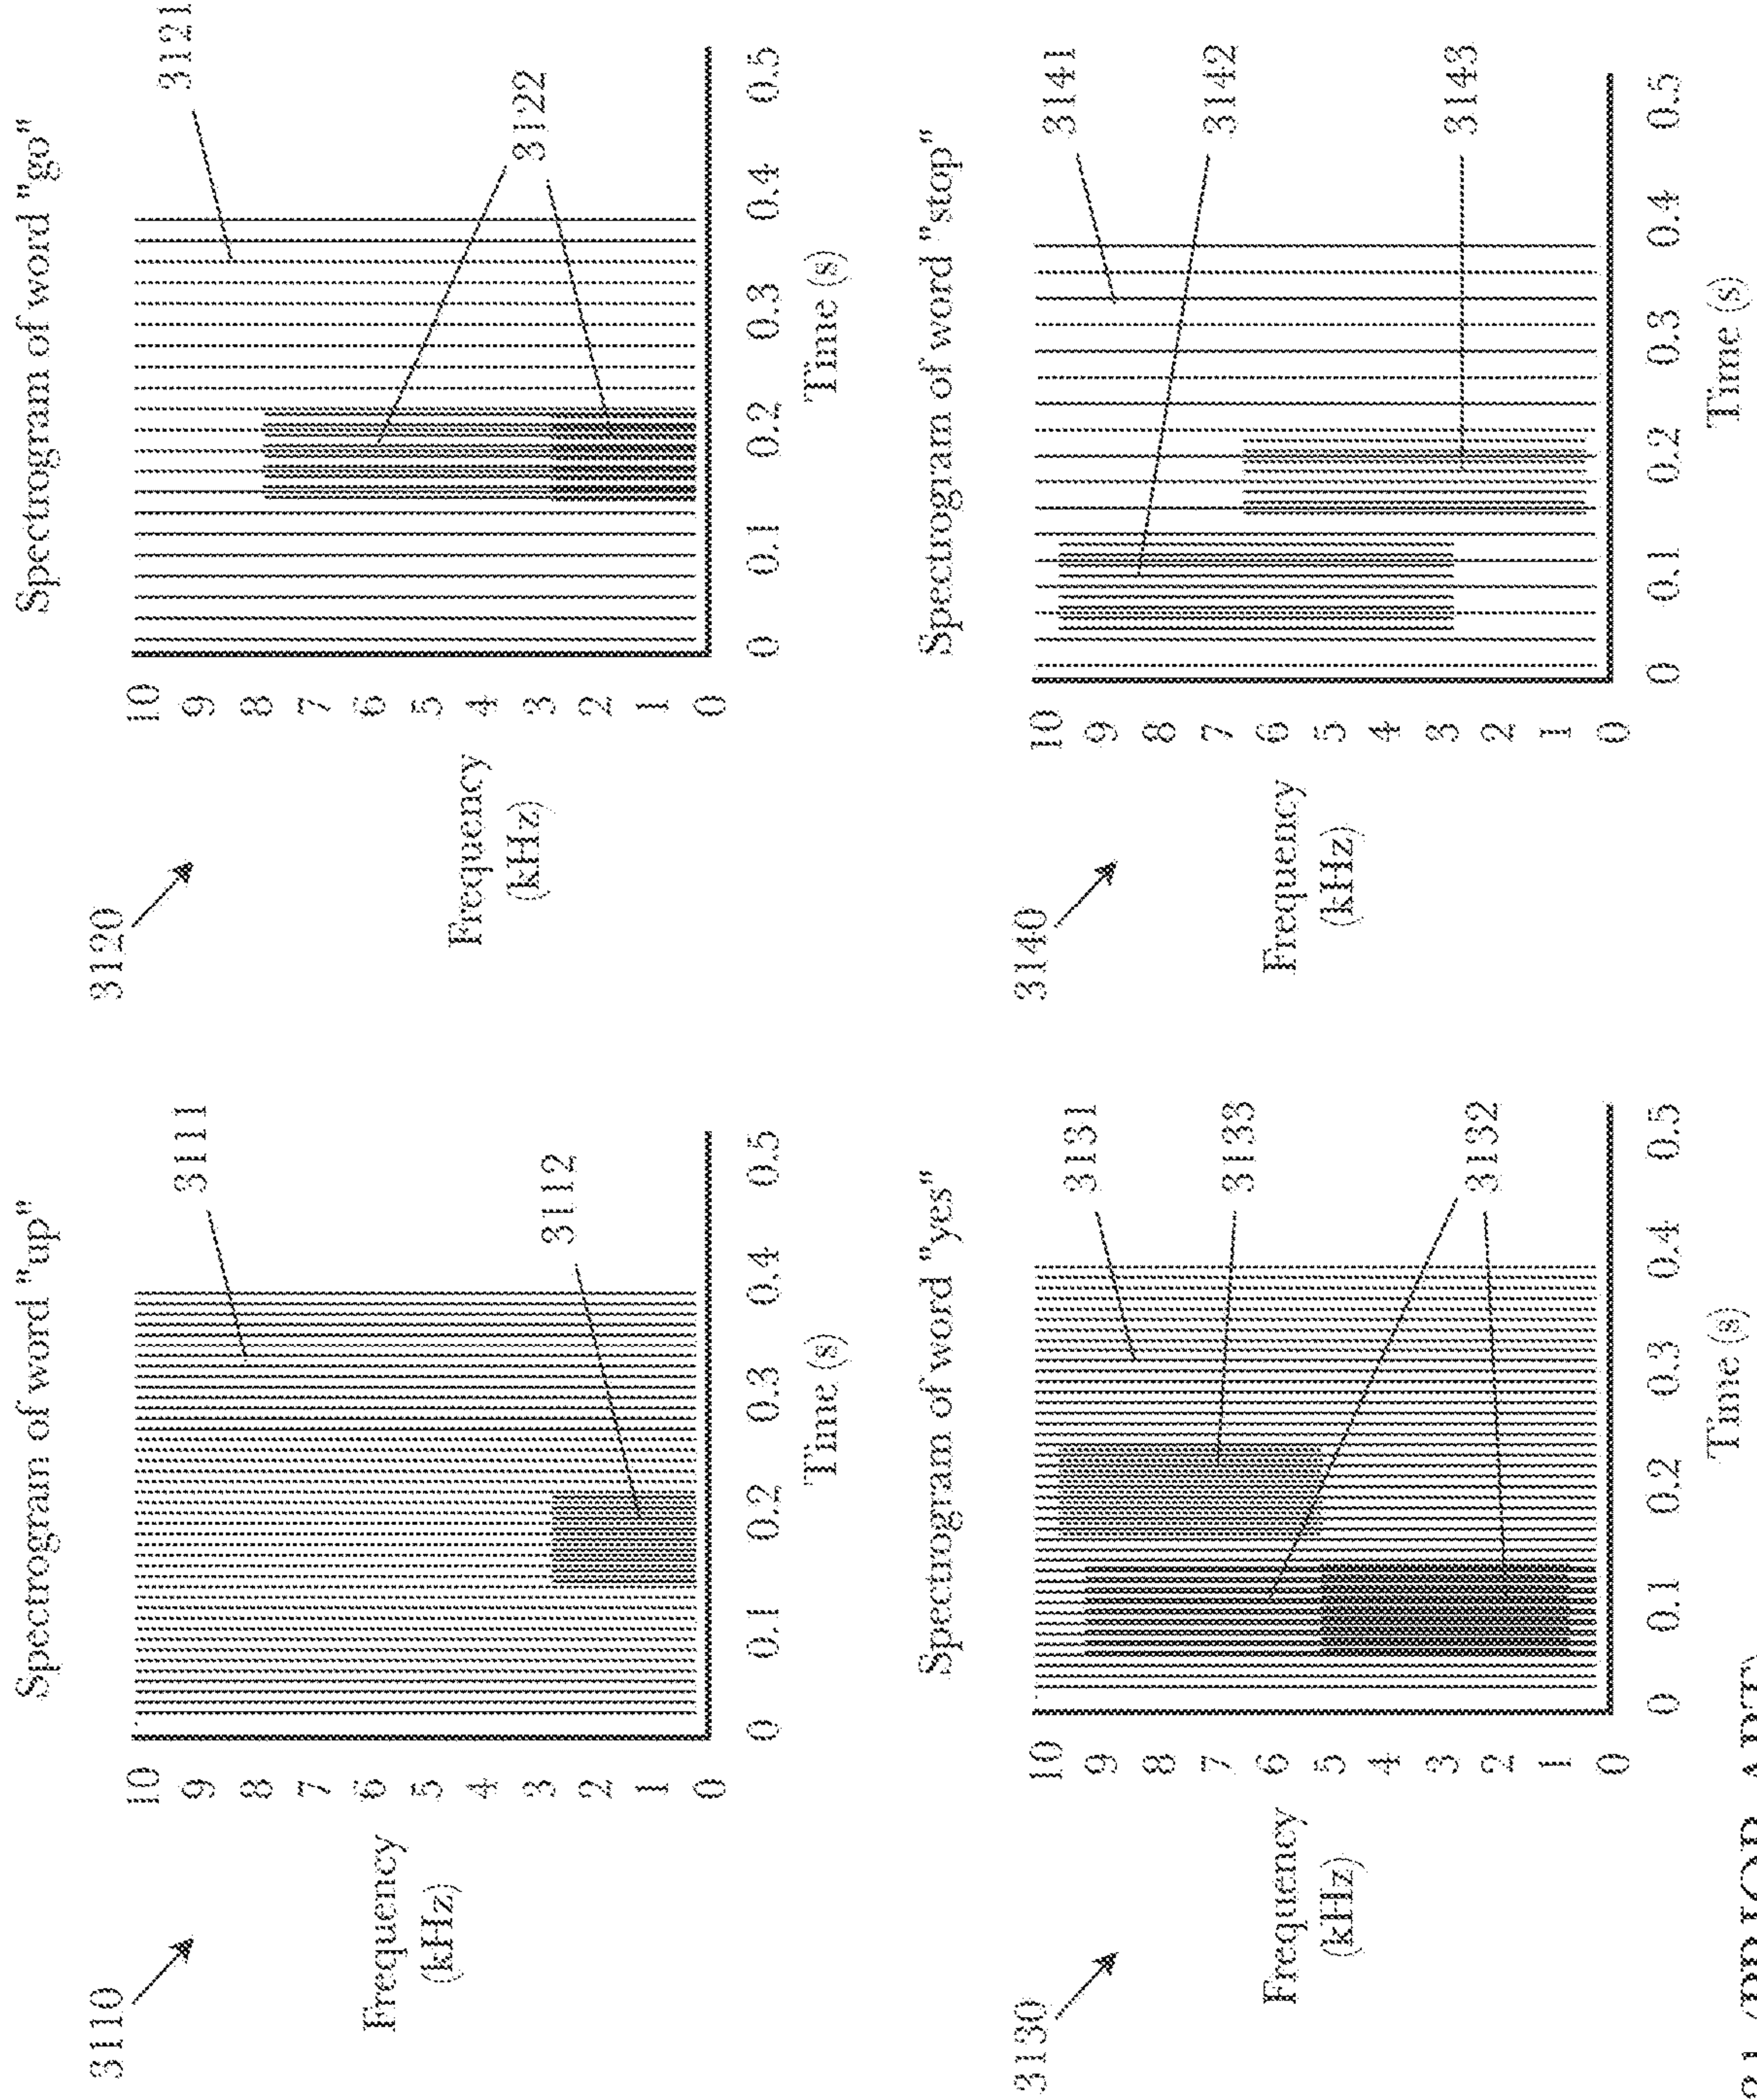 3110
Spectrogram of word "up"
Frequency
(kHz)
10
9
8
7
6
5
4
3
2
1
0
0 0.1 0.2 0.3 0.4 0.5
Time (s)
3111
3112
3120
Spectrogram of word "go"
Frequency
(kHz)
10
9
8
7
6
5
4
3
2
1
0
0 0.1 0.2 0.3 0.4 0.5
Time (s)
3121
3122
3130
Spectrogram of word "yes"
Frequency
(kHz)
10
9
8
7
6
5
4
3
2
1
0
0 0.1 0.2 0.3 0.4 0.5
Time (s)
3131
3133
3132
3140
Spectrogram of word "stop"
Frequency
(kHz)
10
9
8
7
6
5
4
3
2
1
0
0 0.1 0.2 0.3 0.4 0.5
Time (s)
3141
3142
3143
31 (PRIOR ART)